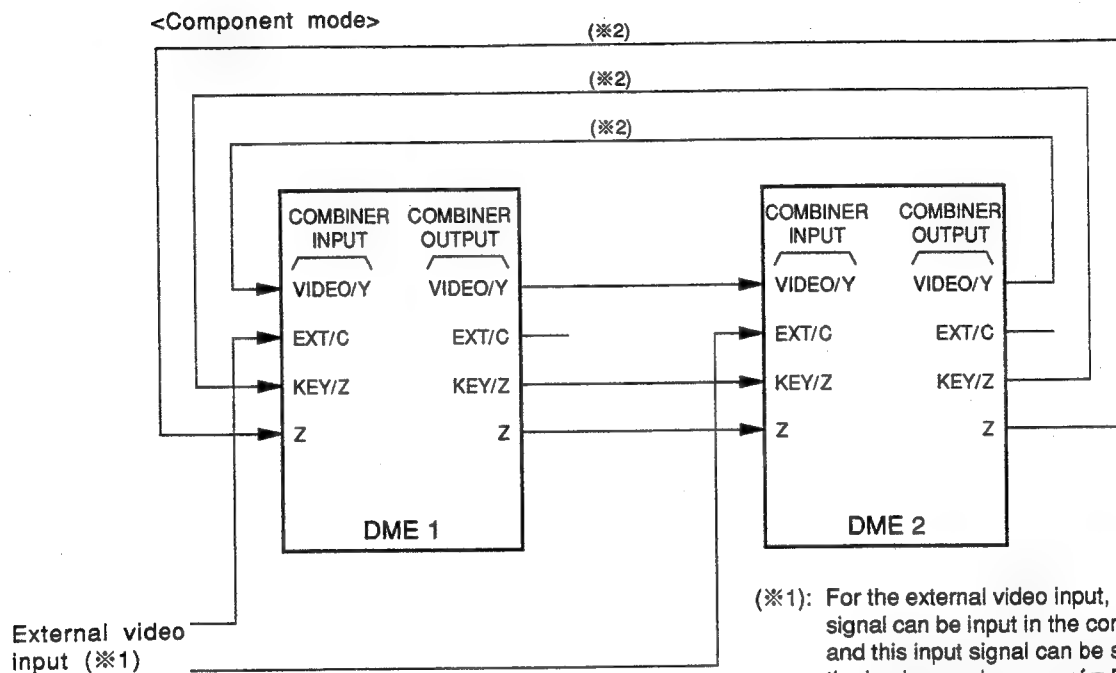 <Component mode>
(※2)
(※2)
(※2)
COMBINER INPUT
COMBINER OUTPUT
VIDEO/Y VIDEO/Y
EXT/C EXT/C
KEY/Z KEY/Z
Z Z
DME 1
COMBINER INPUT
COMBINER OUTPUT
VIDEO/Y VIDEO/Y
EXT/C EXT/C
KEY/Z KEY/Z
Z Z
DME 2
External video
input (※1)
(※1): For the external video input,
signal can be input in the
and this input signal can be